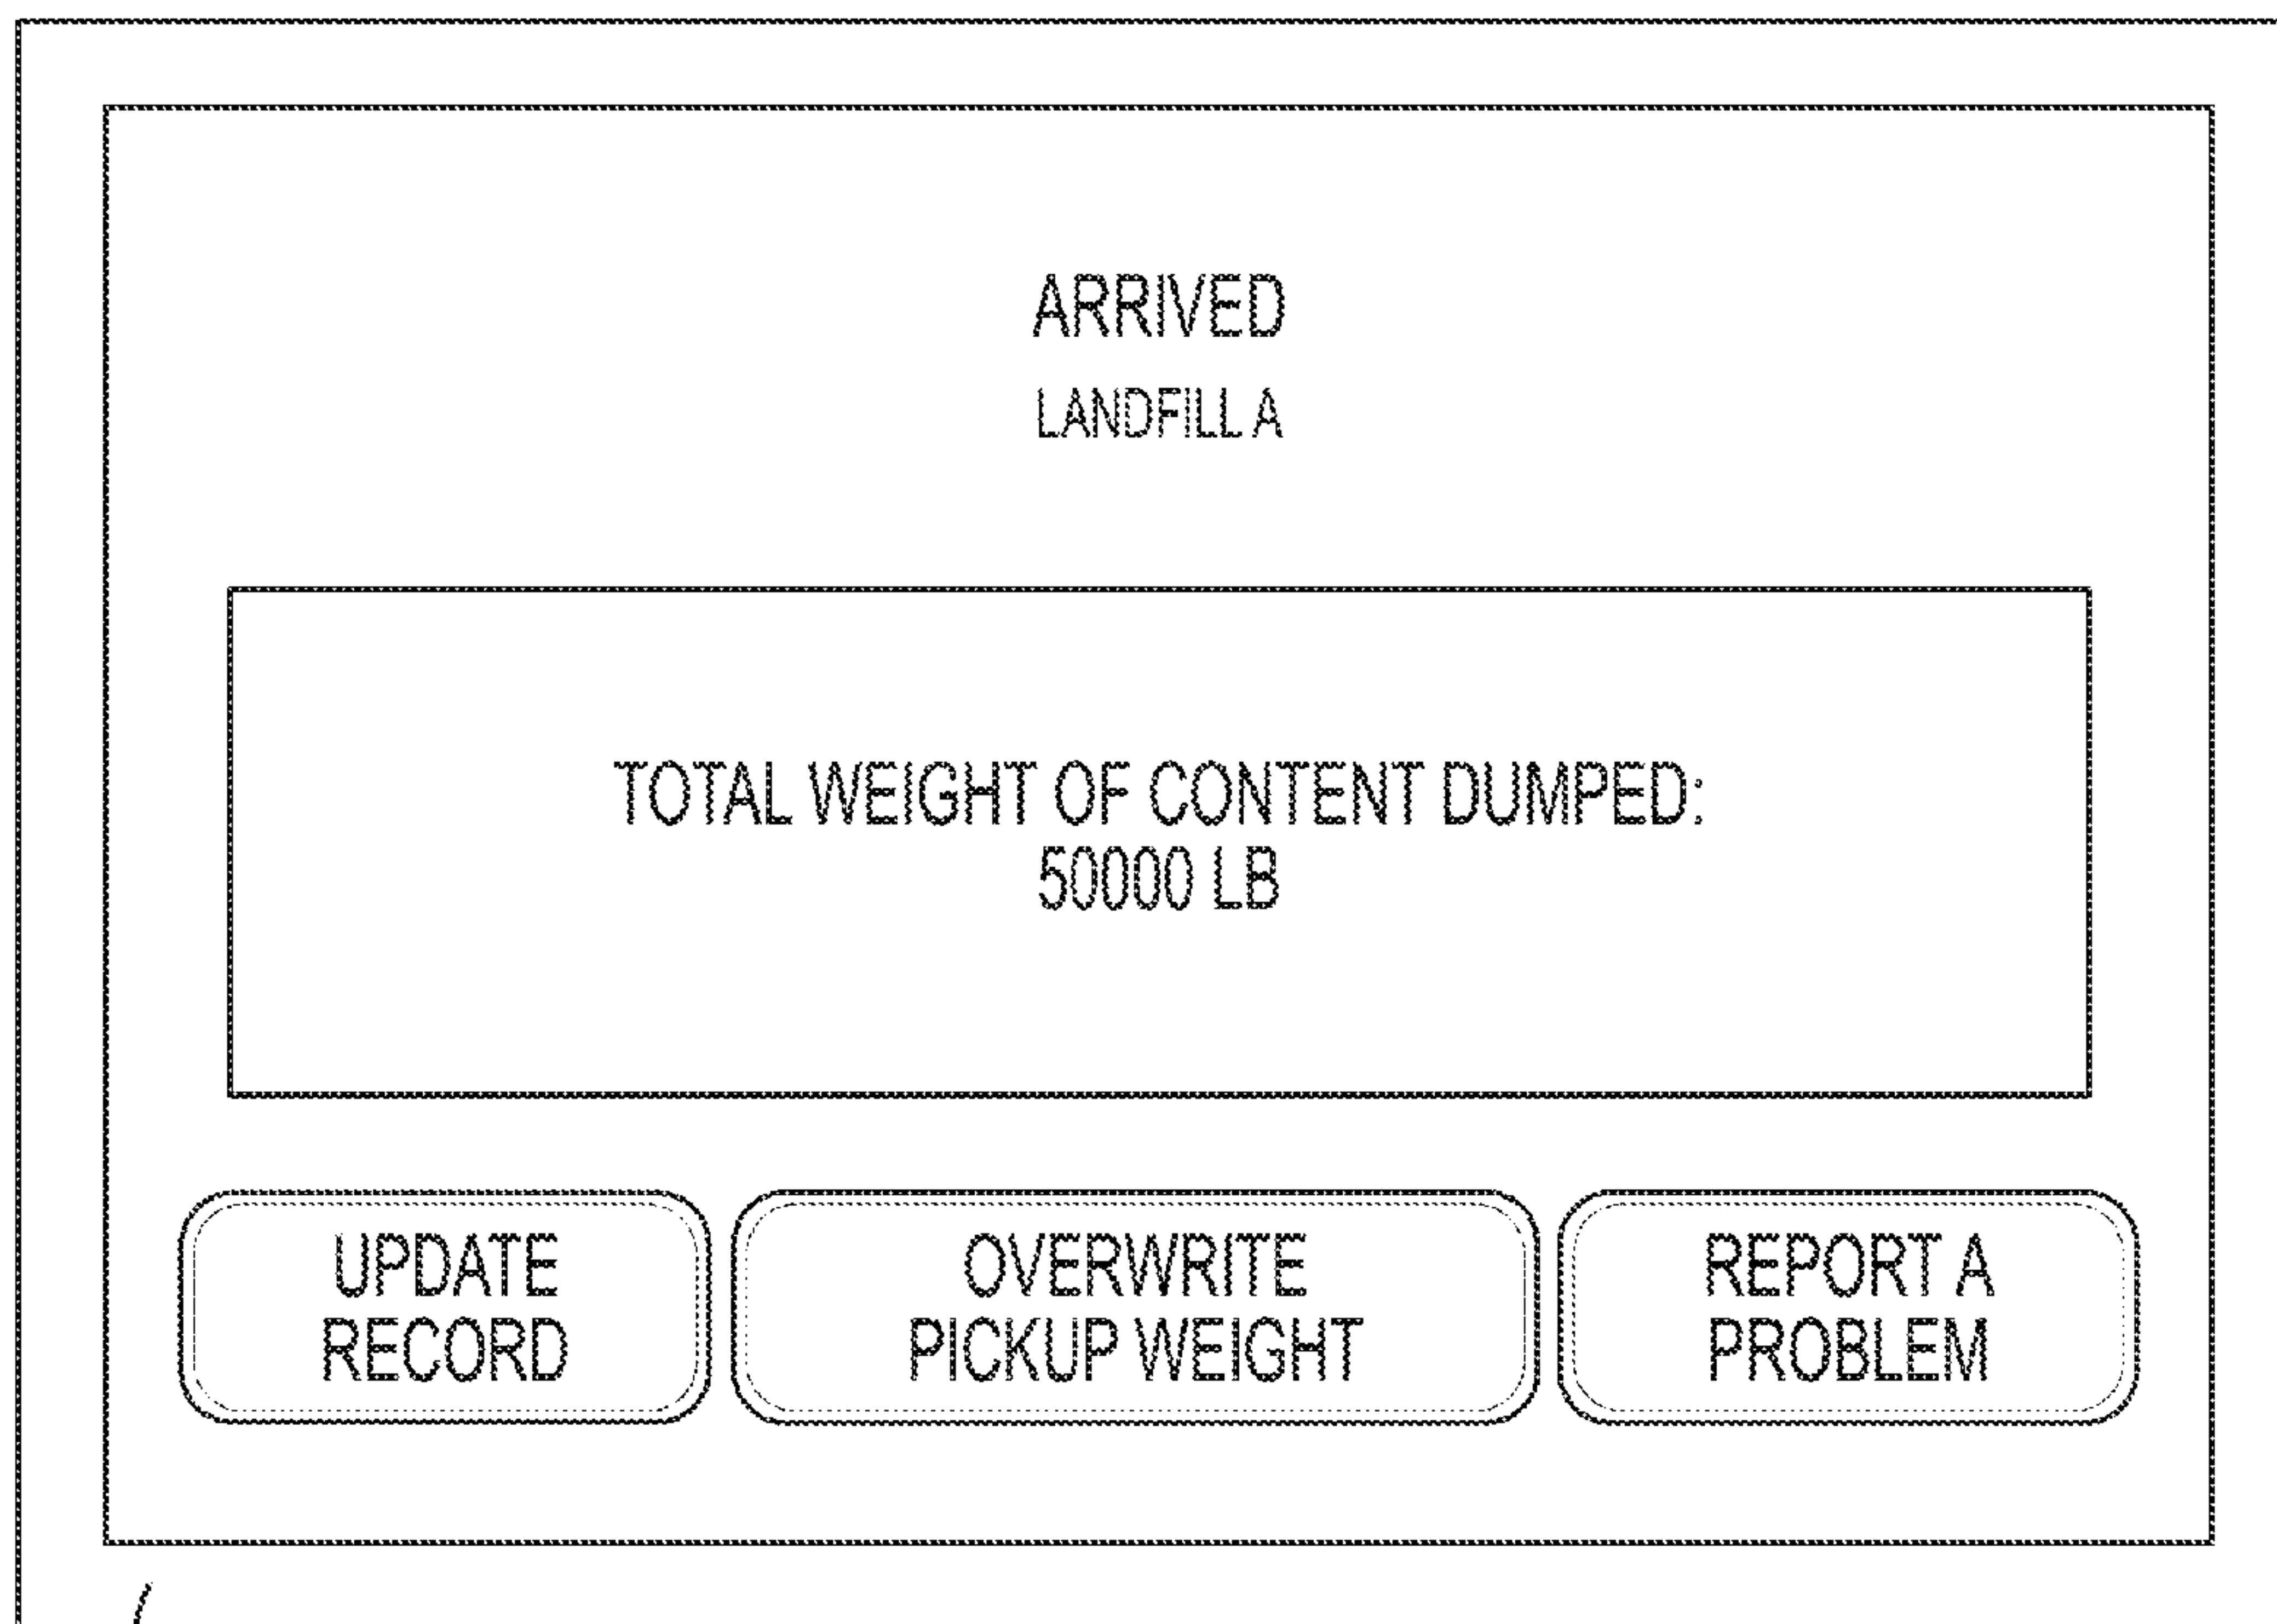 ARRIVED
LANDFILL A
TOTAL WEIGHT OF CONTENT DUMPED:
50000 LB
UPDATE
RECORD
OVERWRITE
PICKUP WEIGHT
REPORT A
PROBLEM